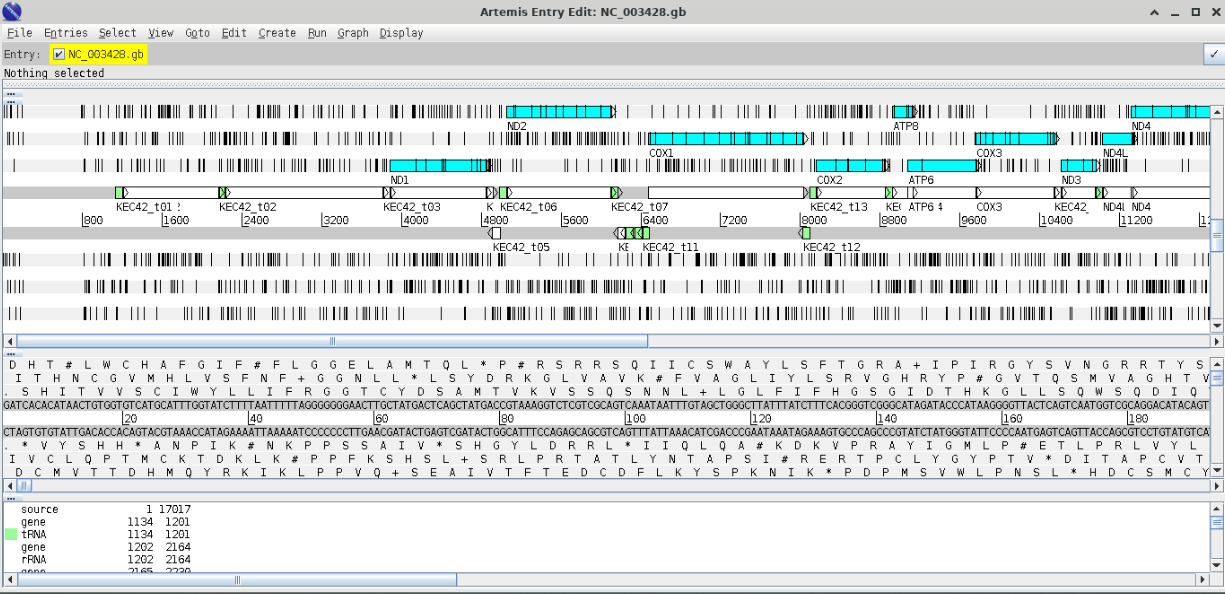 Artemis Entry Edit: NC_003428.gb
File Entries Select View Goto Edit Create Run Graph Display
Entry: NC_003428.gb
Nothing selected
ND2 ATP8 ND4
COX1 COX3 ND4L
ND1 COX2 ATP6 ND3
KEC42_t01 KEC42_t02 KEC42_t03 K KEC42_t06 KEC42_t07 KEC42_t13 ATP6 COX3 KEC42_ ND4 ND4
800 1600 2400 3200 4000 4800 5600 6400 7200 8000 8800 9600 10400 11200
KEC42_t05 KEC42_t11 KEC42_t12
D H T # L W C H A F G I F # F L G G E L A M T Q L * P # R S R R S Q I I C S W A Y L S F T G R A + I P I R G Y S V N G R R T Y S
I T H N C G V M H L V S F N F + G G N L L * L S Y D R K G L V A V K # F V A G L I Y L S R V G H R Y P # G V T Q S M V A G H T V
. S H I T V V S C I W Y L L I F R G G T C Y D S A M T V K V S S Q S N N L + L G L F I F H G S G I D T H K G L L S Q W S Q D I Q
20 40 60 80 100 120 140 160 180
. * V Y S H H * A N P I K # N K P P S S A I V * S H G Y L D R R L * I I Q L Q A # K D K V P R A Y I G M L P # E T L P R L V Y L
I V C L Q P T M C K T D K L K # P P F K S H S L + S R L P R T A T L Y N T A P S I # R E R T P C L Y G Y P T V * D I T A P C V T
D C M V T T D H M Q Y R K I K L P P V Q + S E A I V T F T E D C D F L K Y S P K N I K * P D P M S V W L P N S L * H D C S M C Y
source 1 17017
gene 1134 1201
tRNA 1134 1201
gene 1202 2164
rRNA 1202 2164
gene 2165 2230